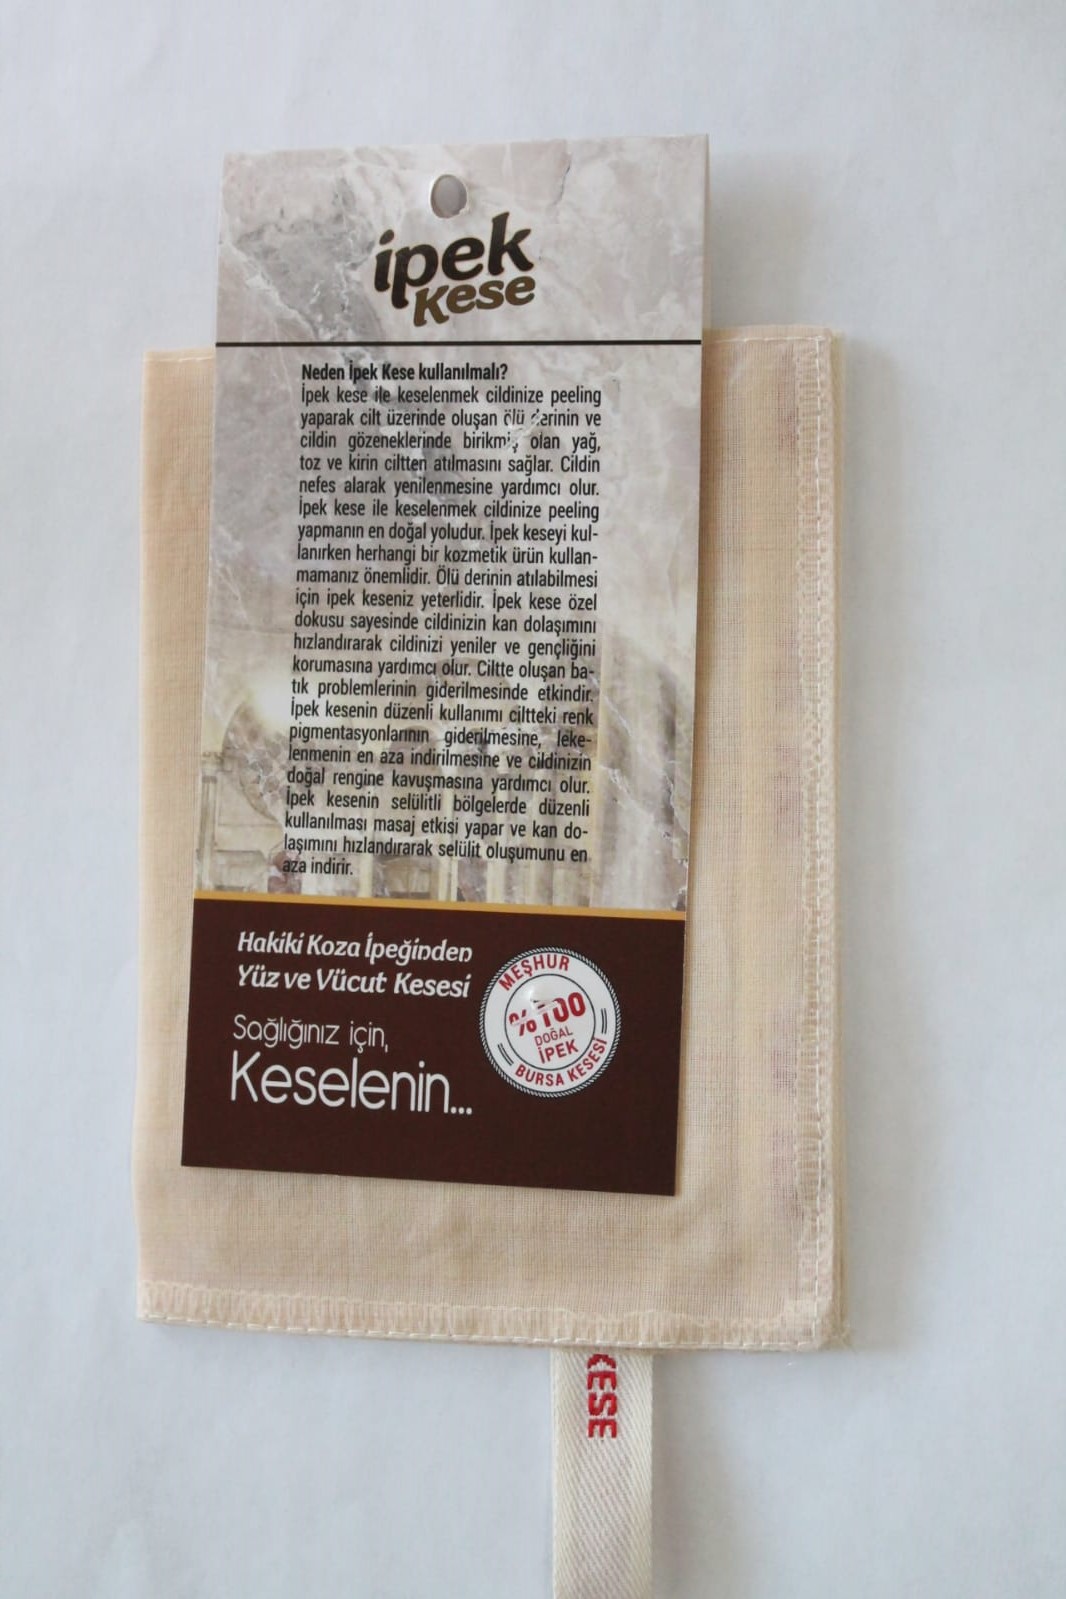 ipek
Kese
Neden İpek Kese kullanılmalı?
İpek kese ile keselenmek cildinize peeling
yaparak cilt üzerinde oluşan ölü derinin ve
cildin gözeneklerinde birikmiş olan yağ,
toz ve kirin ciltten atılmasını sağlar. Cildin
nefes alarak yenilenmesine yardımcı olur.
İpek kese ile keselenmek cildinize peeling
yapmanın en doğal yoludur. İpek keseyi kul-
lanırken herhangi bir kozmetik ürün kullan-
mamanız önemlidir. Ölü derinin atılabilmesi
için ipek keseniz yeterlidir. İpek kese özel
dokusu sayesinde cildinizin kan dolaşımını
hızlandırarak cildinizi yeniler ve gençliğini
korumasına yardımcı olur. Ciltte oluşan ba-
tık problemlerinin giderilmesinde etkindir.
İpek kesenin düzenli kullanımı ciltteki renk
pigmentasyonlarının giderilmesine, leke-
lenmenin en aza indirilmesine ve cildinizin
doğal rengine kavuşmasına yardımcı olur.
İpek kesenin selülitli bölgelerde düzenli
kullanılması masaj etkisi yapar ve kan do-
laşımını hızlandırarak selülit oluşumunu en
aza indirir.
Hakiki Koza İpeğinden
Yüz ve Vücut Kesesi
Sağlığınız için,
Keselenin...
MEŞHUR
%100
DOĞAL
İPEK
BURSA KESESİ
KESE